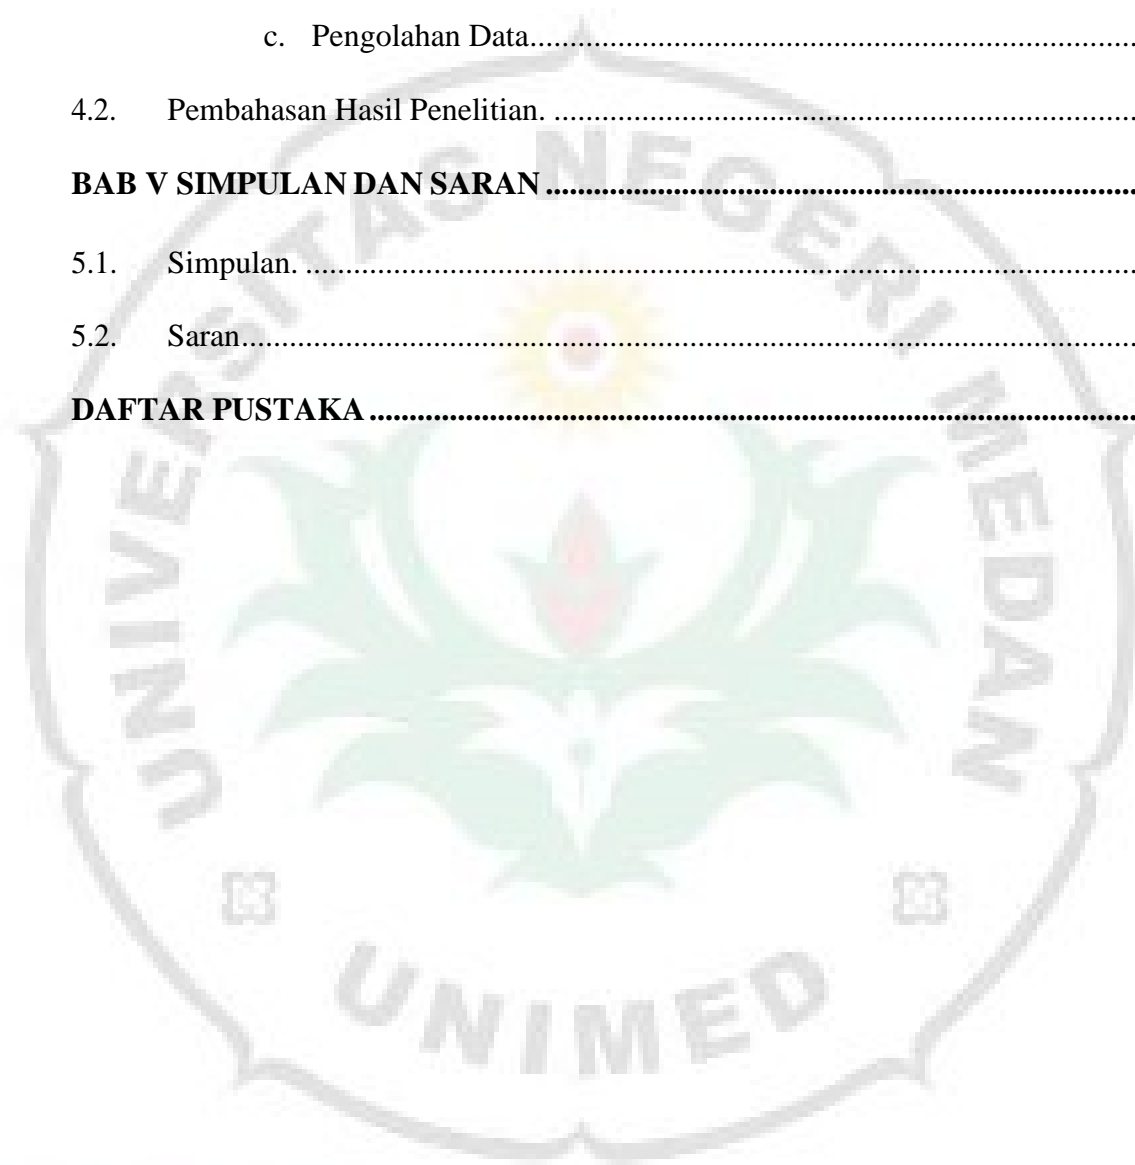 c. Pengolahan Data..............................................................................
4.2. Pembahasan Hasil Penelitian. ..............................................................................
BAB V SIMPULAN DAN SARAN ..............................................................................
5.1. Simpulan. ..............................................................................
5.2. Saran..............................................................................
DAFTAR PUSTAKA ..............................................................................
UNIVERSITAS NEGERI MEDAN
UNIMED